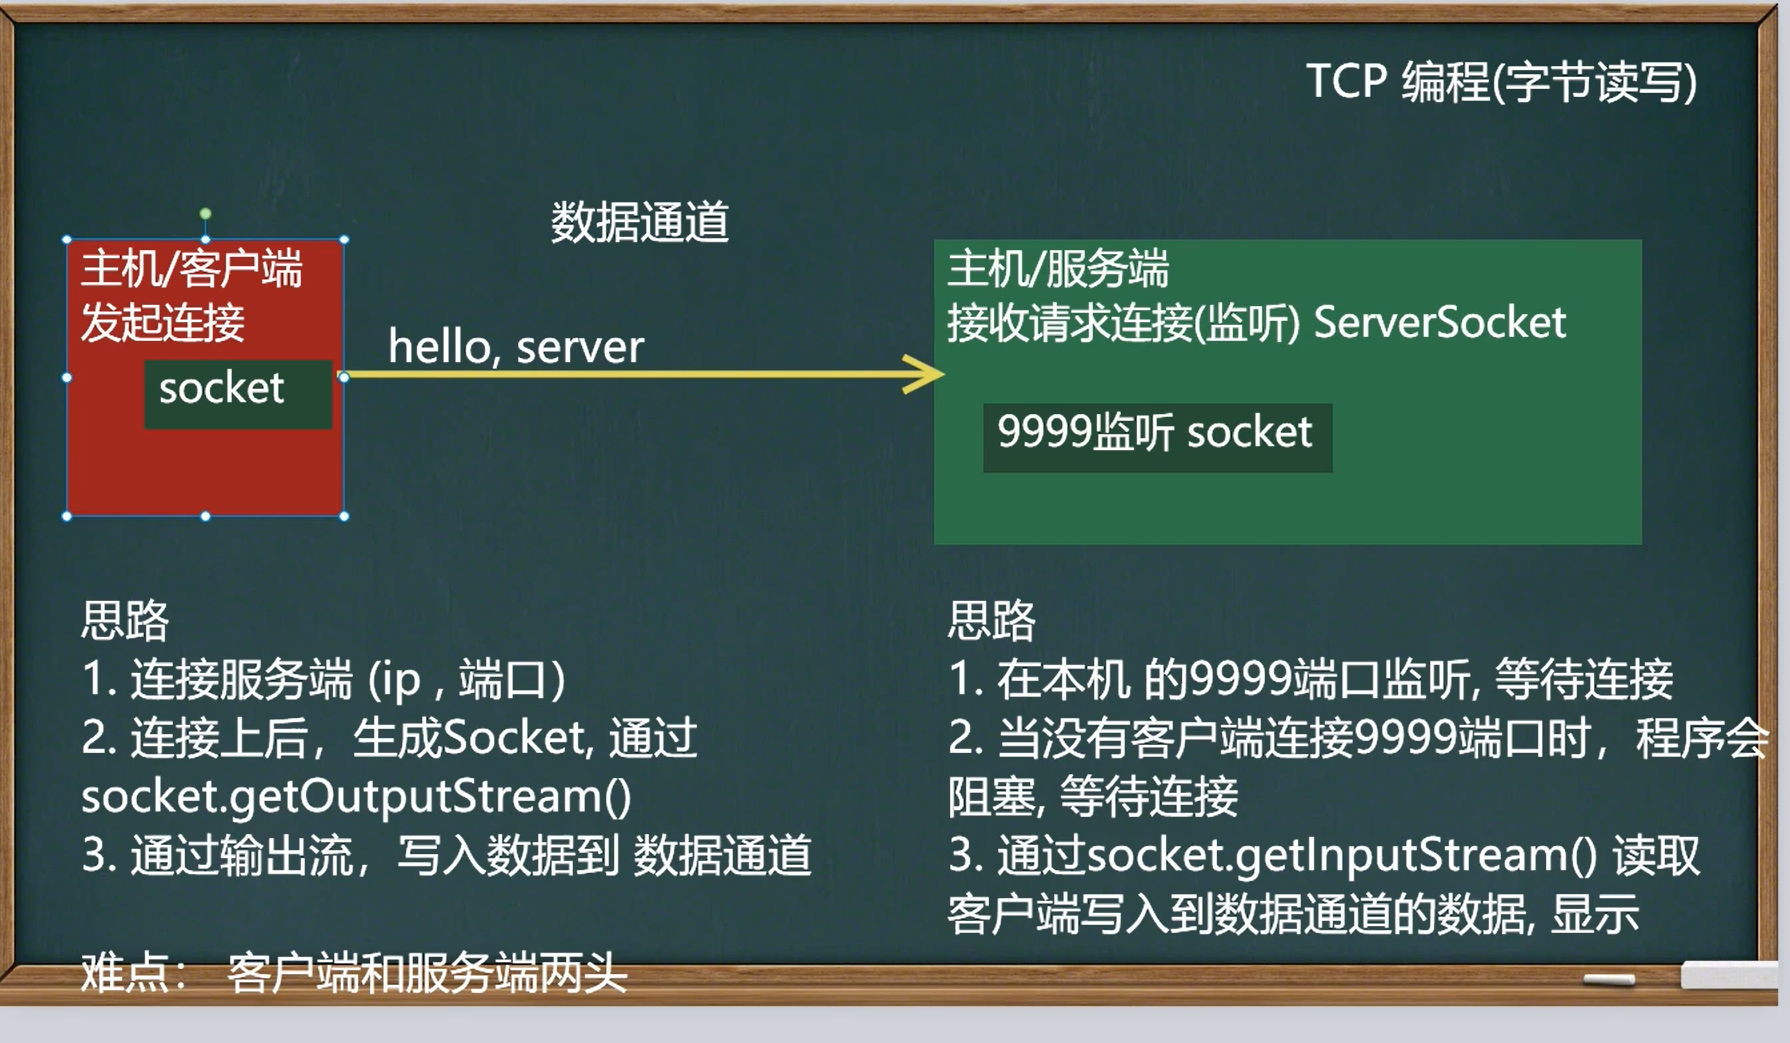 TCP 编程(字节读写)
数据通道
主机/客户端
发起连接
socket
hello, server
主机/服务端
接收请求连接(监听) ServerSocket
9999监听 socket
思路
1. 连接服务端 (ip , 端口)
2. 连接上后，生成Socket, 通过
socket.getOutputStream()
3. 通过输出流，写入数据到 数据通道
难点： 客户端和服务端两头
思路
1. 在本机 的9999端口监听, 等待连接
2. 当没有客户端连接9999端口时，程序会
阻塞, 等待连接
3. 通过socket.getInputStream() 读取
客户端写入到数据通道的数据, 显示